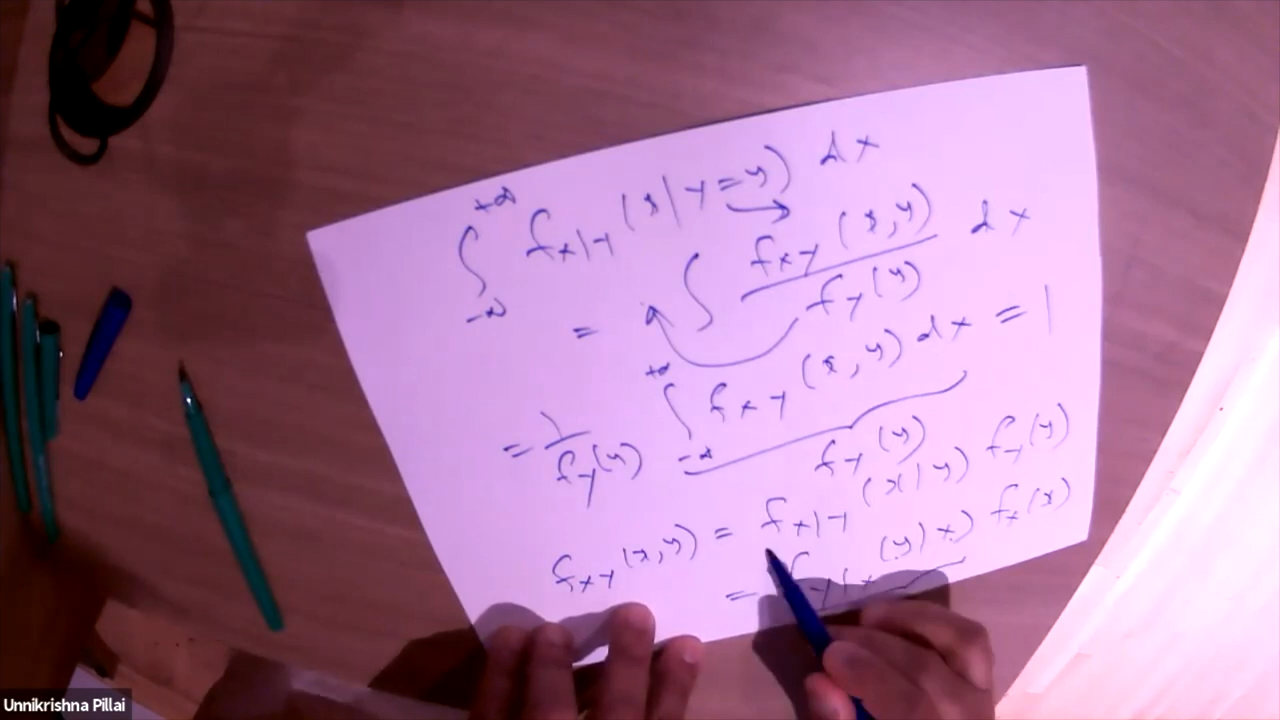 ∫_{-∞}^{+∞} f_{X|Y}(x|Y=y) dx
= ∫ f_{XY}(x,y) / f_Y(y) dx
= 1/f_Y(y) ∫_{-∞}^{+∞} f_{XY}(x,y) dx = 1
f_Y(y)
f_{XY}(x,y) = f_{X|Y}(x|y) f_Y(y)
= f_{Y|X}(y|x) f_X(x)
Unnikrishna Pillai